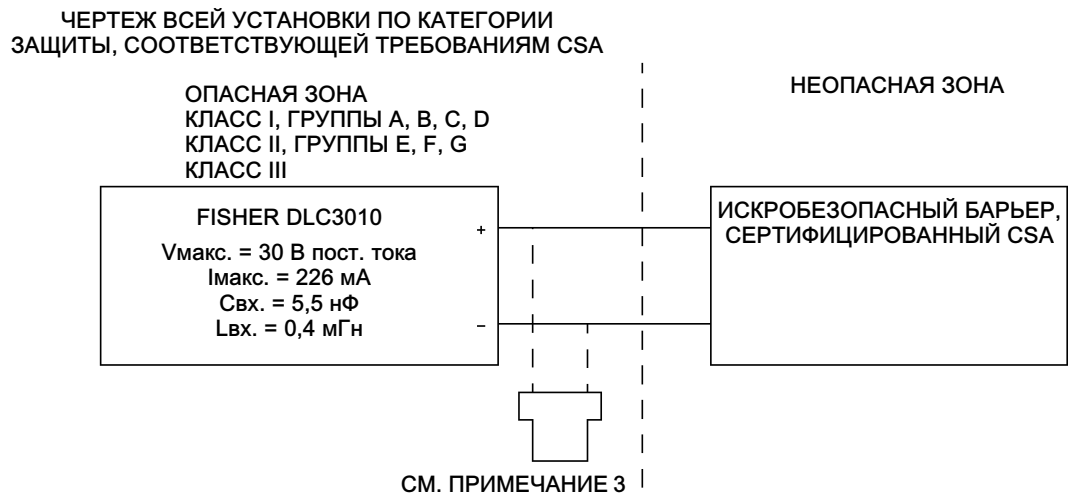 ЧЕРТЕЖ ВСЕЙ УСТАНОВКИ ПО КАТЕГОРИИ
ЗАЩИТЫ, СООТВЕТСТВУЮЩЕЙ ТРЕБОВАНИЯМ CSA
НЕОПАСНАЯ ЗОНА
ОПАСНАЯ ЗОНА
КЛАСС I, ГРУППЫ A, B, C, D
КЛАСС II, ГРУППЫ E, F, G
КЛАСС III
FISHER DLC3010
Vмакс. = 30 В пост. тока
Iмакс. = 226 мА
Cвх. = 5,5 нФ
Lвх. = 0,4 мГн
+
−
ИСКРОБЕЗОПАСНЫЙ БАРЬЕР,
СЕРТИФИЦИРОВАННЫЙ CSA
СМ. ПРИМЕЧАНИЕ 3